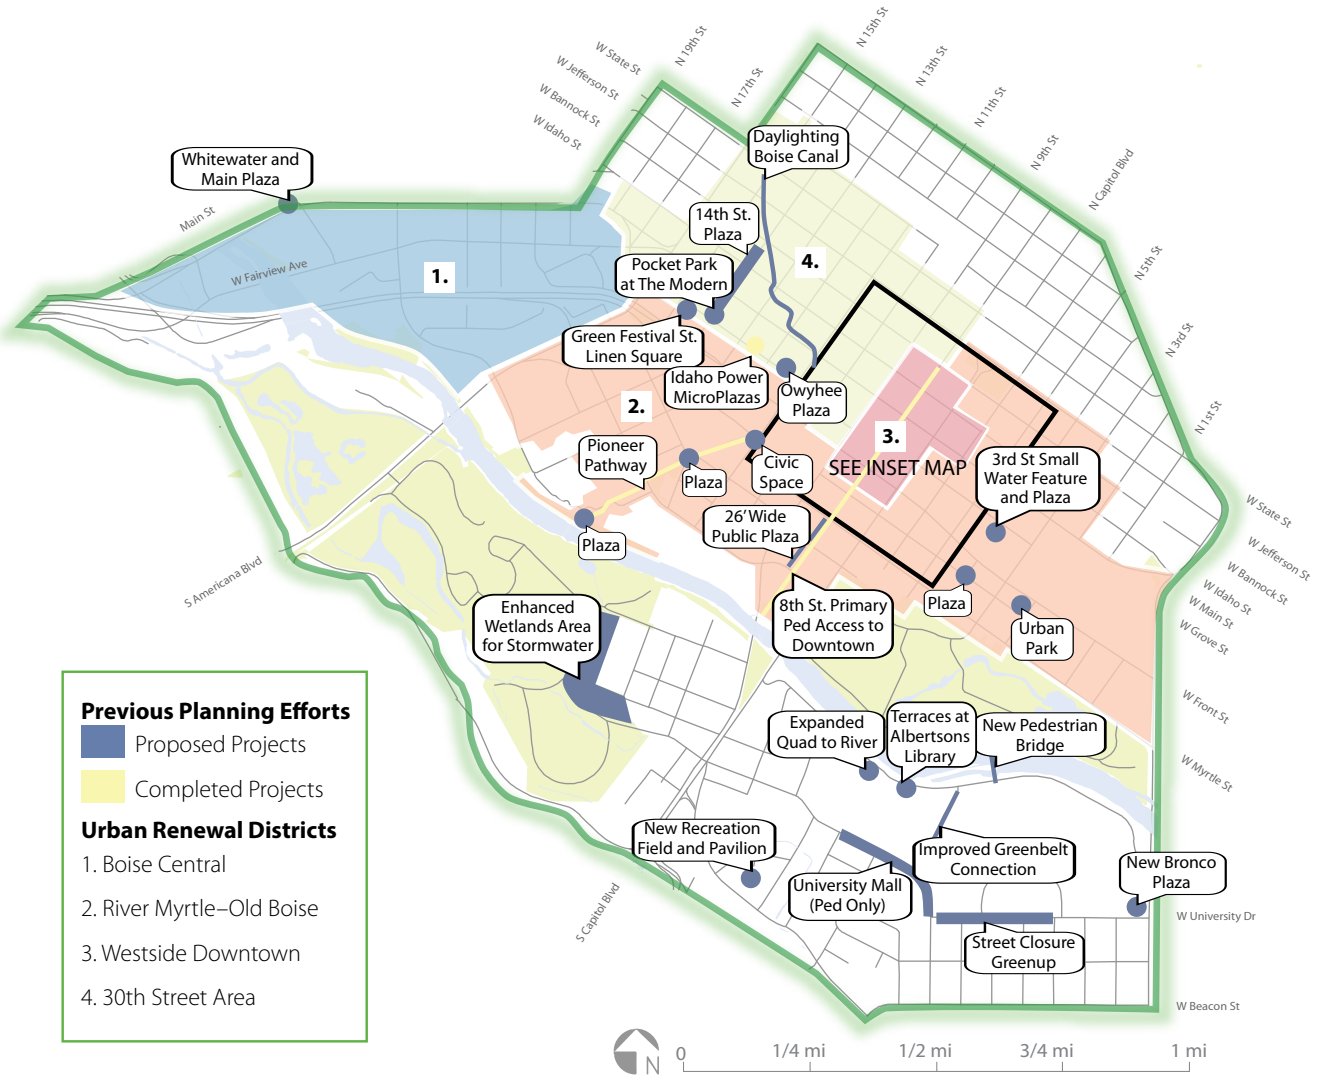 N 15th St
N 19th St
N 13th St
W State St
W Jefferson St
N 17th St
N 11th St
W Bannock St
W Idaho St
N 9th St
Daylighting
Boise Canal
Whitewater and
Main Plaza
N Capitol Blvd
Main St
14th St.
Plaza
W Fairview Ave
Pocket Park
at The Modern
1.
4.
N 5th St
Green Festival St.
Linen Square
N 3rd St
Idaho Power
MicroPlazas
Owyhee
Plaza
2.
3.
SEE INSET MAP
N 1st St
Pioneer
Pathway
Plaza
Civic
Space
3rd St Small
Water Feature
and Plaza
26' Wide
Public Plaza
Plaza
W State St
W Jefferson St
W Bannock St
W Idaho St
W Main St
W Grove St
S Americana Blvd
Enhanced
Wetlands Area
for Stormwater
8th St. Primary
Ped Access to
Downtown
Plaza
Urban
Park
W Front St
W Myrtle St
Expanded
Quad to River
Terraces at
Albertsons
Library
New Pedestrian
Bridge
New Recreation
Field and Pavilion
Improved Greenbelt
Connection
University Mall
(Ped Only)
New Bronco
Plaza
W University Dr
Street Closure
Greenup
S Capitol Blvd
W Beacon St
Previous Planning Efforts
Proposed Projects
Completed Projects
Urban Renewal Districts
1. Boise Central
2. River Myrtle–Old Boise
3. Westside Downtown
4. 30th Street Area
N
0
1/4 mi
1/2 mi
3/4 mi
1 mi